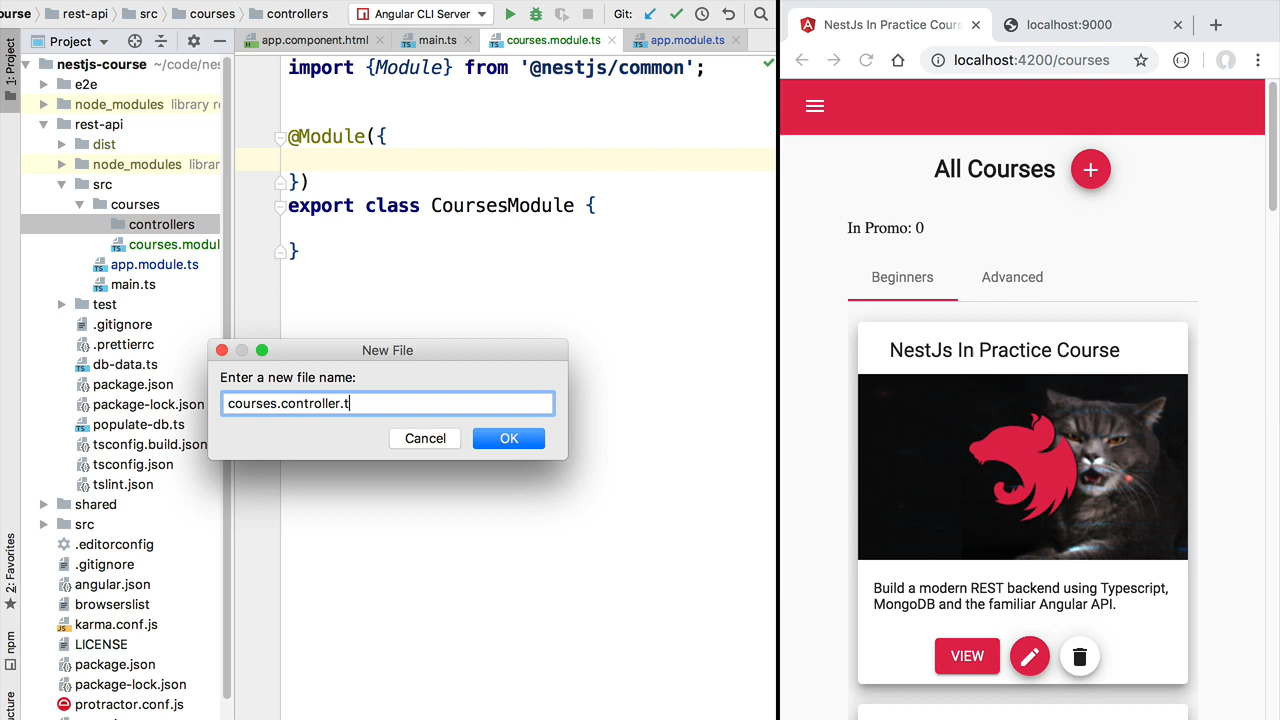 ourse
rest-api
src
courses
controllers
Angular CLI Server
Git:
Project
app.component.html
main.ts
courses.module.ts
app.module.ts
1: Project
2: Favorites
npm
ucture
nestjs-course ~/code/nes
e2e
node_modules library r
rest-api
dist
node_modules librar
src
courses
controllers
courses.modul
app.module.ts
main.ts
test
.gitignore
.prettierrc
db-data.ts
package.json
package-lock.json
populate-db.ts
tsconfig.build.json
tsconfig.json
tslint.json
shared
src
.editorconfig
.gitignore
angular.json
browserslist
karma.conf.js
LICENSE
package.json
package-lock.json
protractor.conf.js
import {Module} from '@nestjs/common';
@Module({
})
export class CoursesModule {
}
New File
Enter a new file name:
courses.controller.t
Cancel
OK
NestJs In Practice Cours
localhost:9000
localhost:4200/courses
All Courses
+
In Promo: 0
Beginners
Advanced
NestJs In Practice Course
Build a modern REST backend using Typescript,
MongoDB and the familiar Angular API.
VIEW